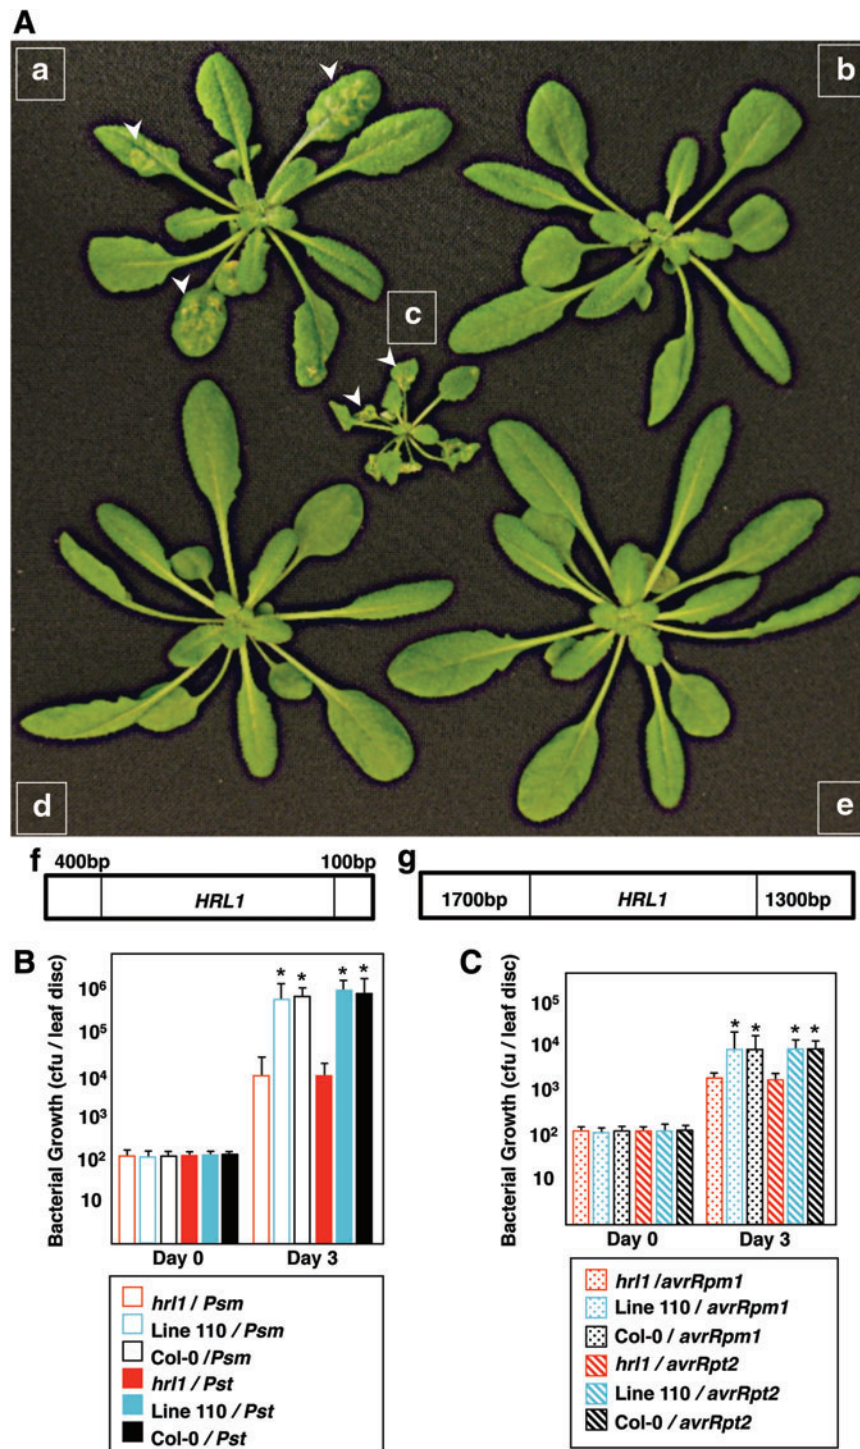 A
a
b
c
d
e
f
400bp
100bp
HRL1
g
1700bp
HRL1
1300bp
B
Bacterial Growth (cfu / leaf disc)
10⁶
10⁵
10⁴
10³
10²
10
* * * *
Day 0
Day 3
hrl1 / Psm
Line 110 / Psm
Col-0 /Psm
hrl1 / Pst
Line 110 / Pst
Col-0 / Pst
C
Bacterial Growth (cfu / leaf disc)
10⁵
10⁴
10³
10²
10
* * * *
Day 0
Day 3
hrl1 /avrRpm1
Line 110 / avrRpm1
Col-0 / avrRpm1
hrl1 / avrRpt2
Line 110 / avrRpt2
Col-0 / avrRpt2